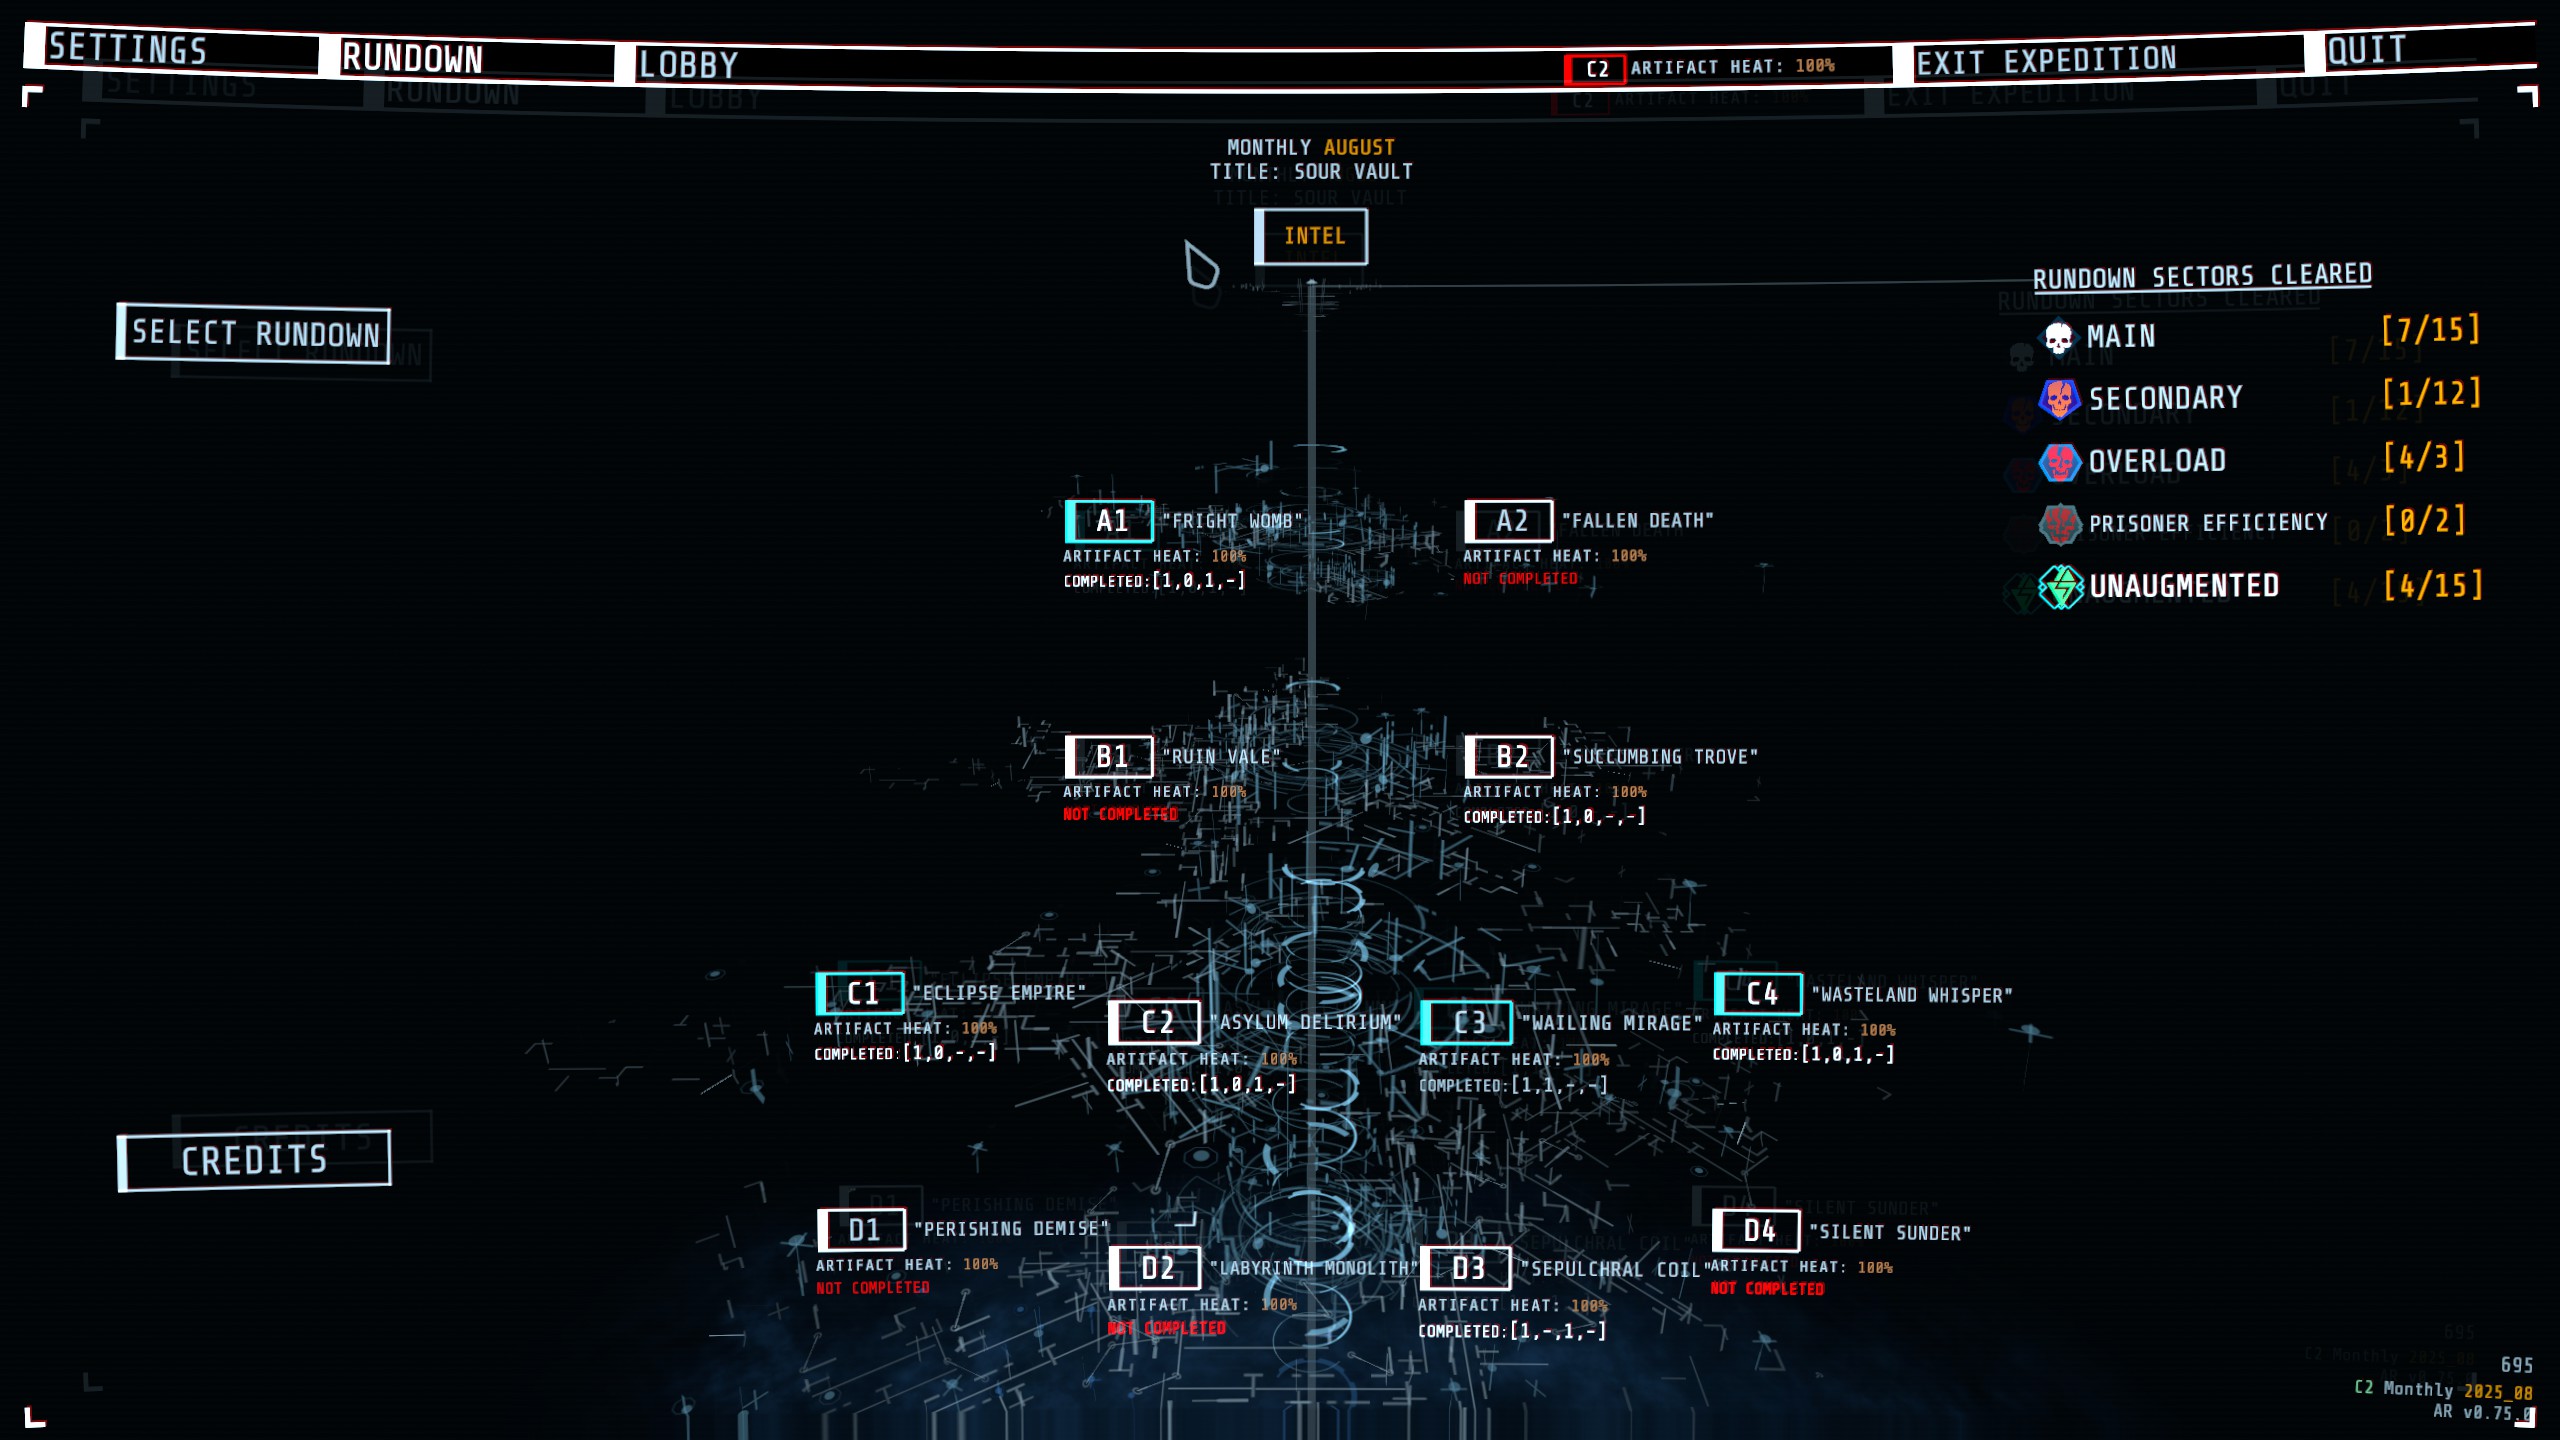 SETTINGS
RUNDOWN
LOBBY
C2 ARTIFACT HEAT: 100%
EXIT EXPEDITION
QUIT
MONTHLY AUGUST
TITLE: SOUR VAULT
INTEL
SELECT RUNDOWN
RUNDOWN SECTORS CLEARED
MAIN [7/15]
SECONDARY [1/12]
OVERLOAD [4/3]
PRISONER EFFICIENCY [0/2]
UNAUGMENTED [4/15]
A1 "FRIGHT WOMB"
ARTIFACT HEAT: 100%
COMPLETED:[1,0,1,-]
A2 "FALLEN DEATH"
ARTIFACT HEAT: 100%
NOT COMPLETED
B1 "RUIN VALE"
ARTIFACT HEAT: 100%
NOT COMPLETED
B2 "SUCCUMBING TROVE"
ARTIFACT HEAT: 100%
COMPLETED:[1,0,-,-]
C1 "ECLIPSE EMPIRE"
ARTIFACT HEAT: 100%
COMPLETED:[1,0,-,-]
C2 "ASYLUM DELIRIUM"
ARTIFACT HEAT: 100%
COMPLETED:[1,0,1,-]
C3 "WAILING MIRAGE"
ARTIFACT HEAT: 100%
COMPLETED:[1,1,-,-]
C4 "WASTELAND WHISPER"
ARTIFACT HEAT: 100%
COMPLETED:[1,0,1,-]
CREDITS
D1 "PERISHING DEMISE"
ARTIFACT HEAT: 100%
NOT COMPLETED
D2 "LABYRINTH MONOLITH"
ARTIFACT HEAT: 100%
NOT COMPLETED
D3 "SEPULCHRAL COIL"
ARTIFACT HEAT: 100%
COMPLETED:[1,-,1,-]
D4 "SILENT SUNDER"
ARTIFACT HEAT: 100%
NOT COMPLETED
695
C2 Monthly 2025_08
AR v0.75.0